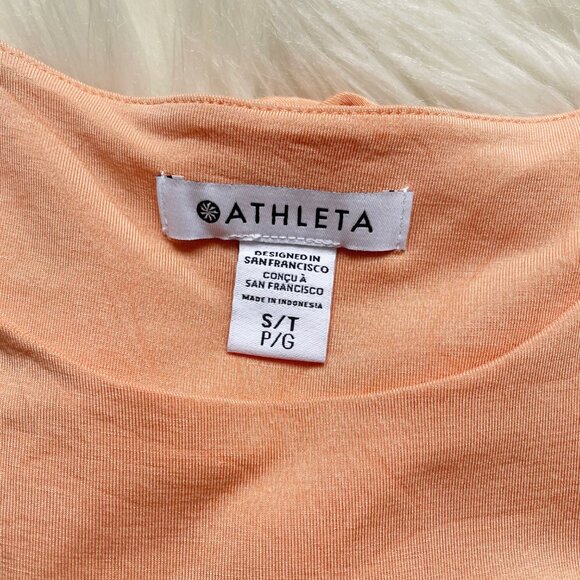 ATHLETA
DESIGNED IN
SAN FRANCISCO
CONÇU À
SAN FRANCISCO
MADE IN INDONESIA
S/T
P/G